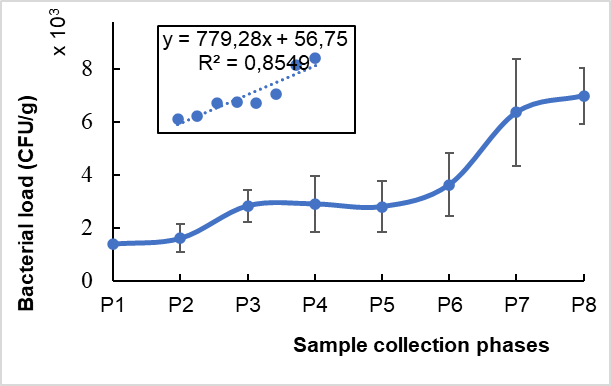 x 10³
y = 779,28x + 56,75
R² = 0,8549
Bacterial load (CFU/g)
8
6
4
2
0
P1 P2 P3 P4 P5 P6 P7 P8
Sample collection phases